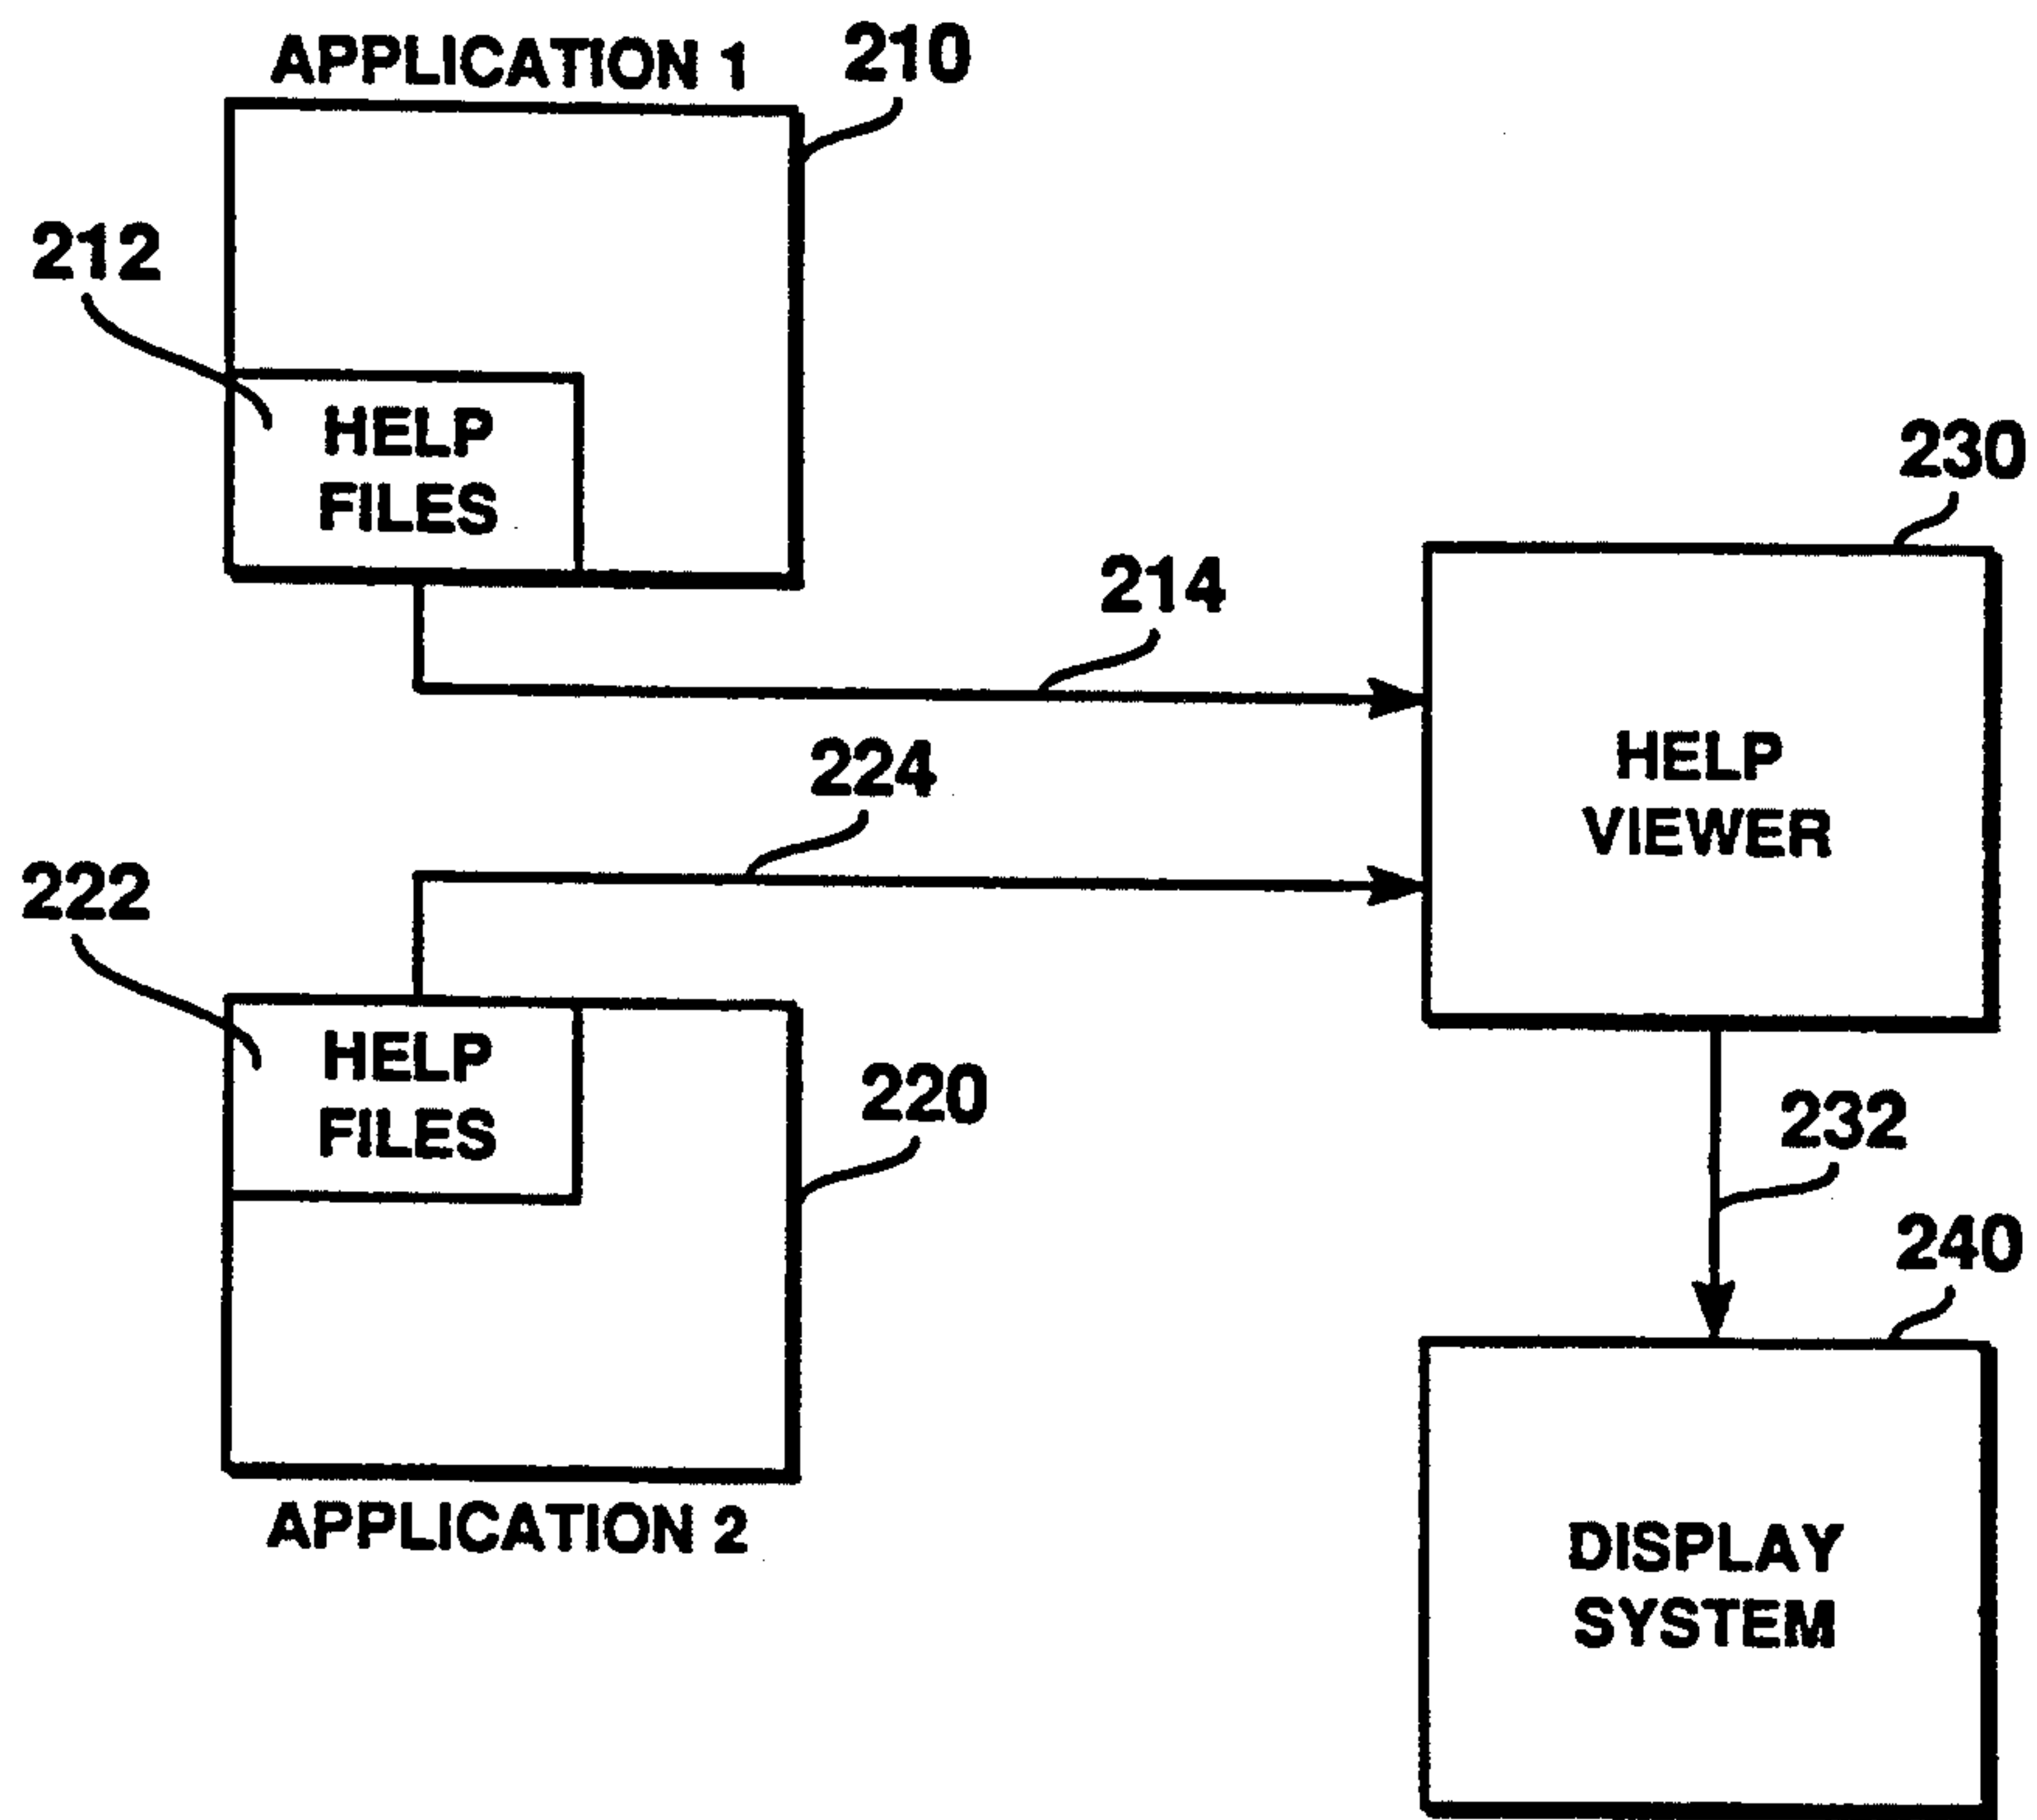 APPLICATION 1
210
212
HELP
FILES
214
230
HELP
VIEWER
224
222
HELP
FILES
220
APPLICATION 2
232
240
DISPLAY
SYSTEM